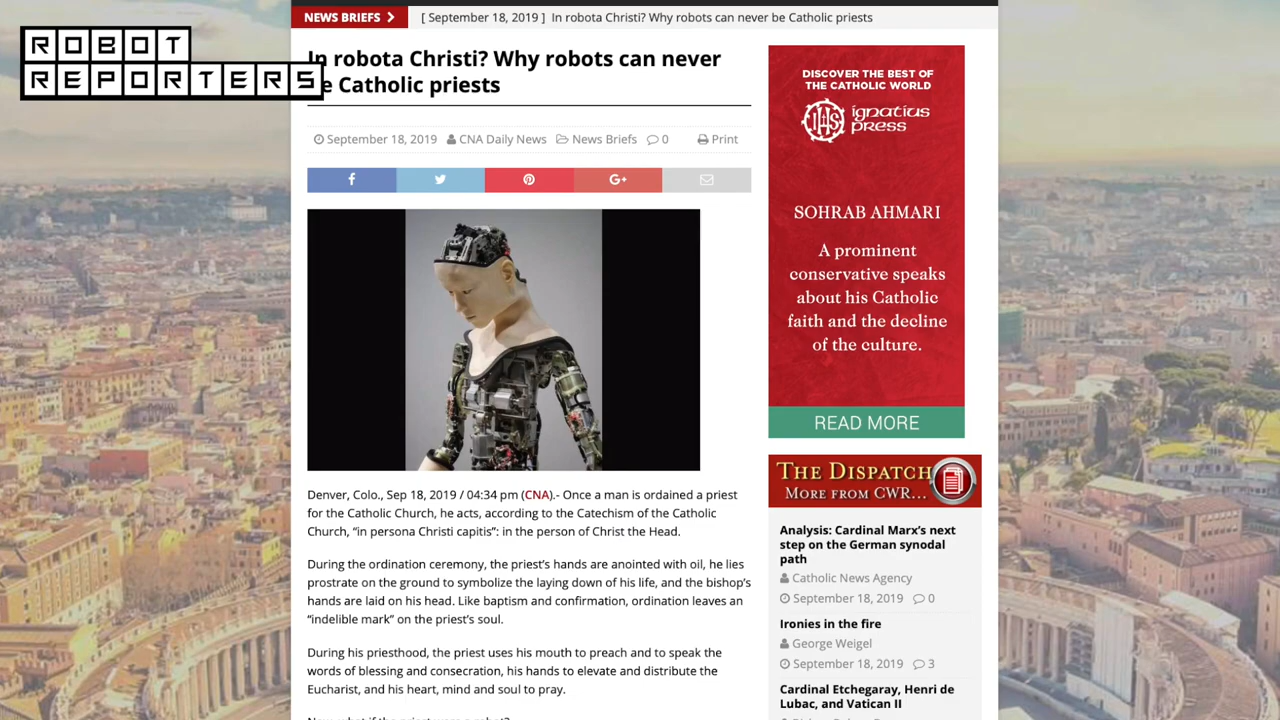 NEWS BRIEFS
[ September 18, 2019 ] In robota Christi? Why robots can never be Catholic priests
ROBOT
REPORTERS
In robota Christi? Why robots can never
e Catholic priests
September 18, 2019 CNA Daily News News Briefs 0 Print
G+
Denver, Colo., Sep 18, 2019 / 04:34 pm (CNA).- Once a man is ordained a priest
for the Catholic Church, he acts, according to the Catechism of the Catholic
Church, “in persona Christi capitis”: in the person of Christ the Head.
During the ordination ceremony, the priest’s hands are anointed with oil, he lies
prostrate on the ground to symbolize the laying down of his life, and the bishop’s
hands are laid on his head. Like baptism and confirmation, ordination leaves an
“indelible mark” on the priest’s soul.
During his priesthood, the priest uses his mouth to preach and to speak the
words of blessing and consecration, his hands to elevate and distribute the
Eucharist, and his heart, mind and soul to pray.
DISCOVER THE BEST OF
THE CATHOLIC WORLD
IHS
ignatius
press
SOHRAB AHMARI
A prominent
conservative speaks
about his Catholic
faith and the decline
of the culture.
READ MORE
THE DISPATCH
MORE FROM CWR...
Analysis: Cardinal Marx’s next
step on the German synodal
path
Catholic News Agency
September 18, 2019 0
Ironies in the fire
George Weigel
September 18, 2019 3
Cardinal Etchegaray, Henri de
Lubac, and Vatican II